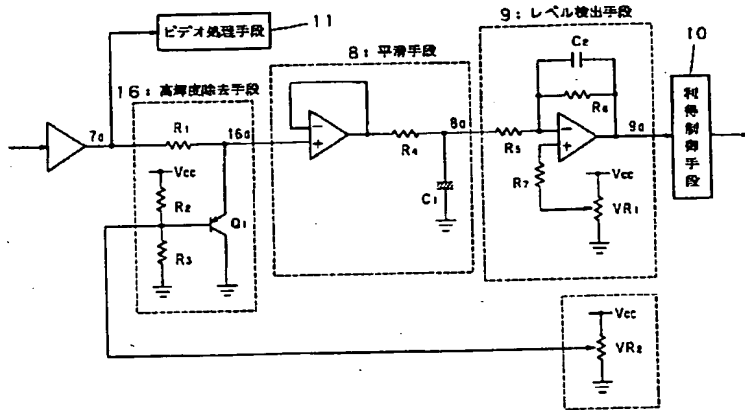 ビデオ処理手段
11
16: 高輝度除去手段
8: 平滑手段
9: レベル検出手段
10
7a
R1
16a
Vcc
R2
R3
Q1
R4
8a
C1
C2
R6
R5
9a
R7
Vcc
VR1
利得制御手段
Vcc
VR2